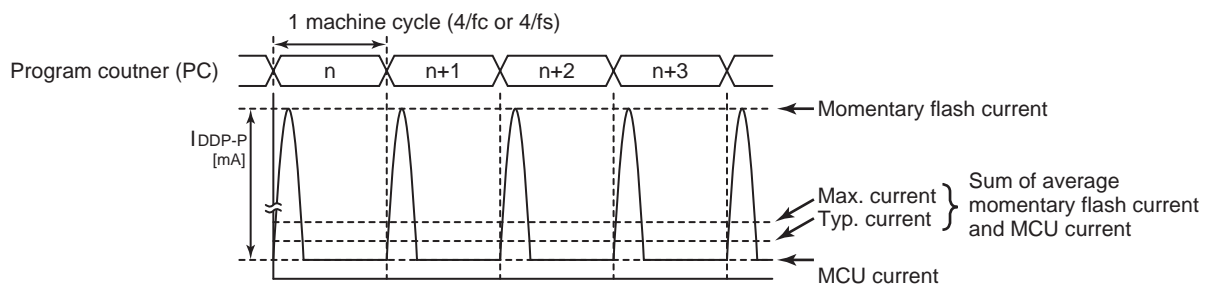 1 machine cycle (4/fc or 4/fs)
Program coutner (PC)
n
n+1
n+2
n+3
Momentary flash current
IDDP-P
[mA]
Max. current
Typ. current
Sum of average
momentary flash current
and MCU current
MCU current